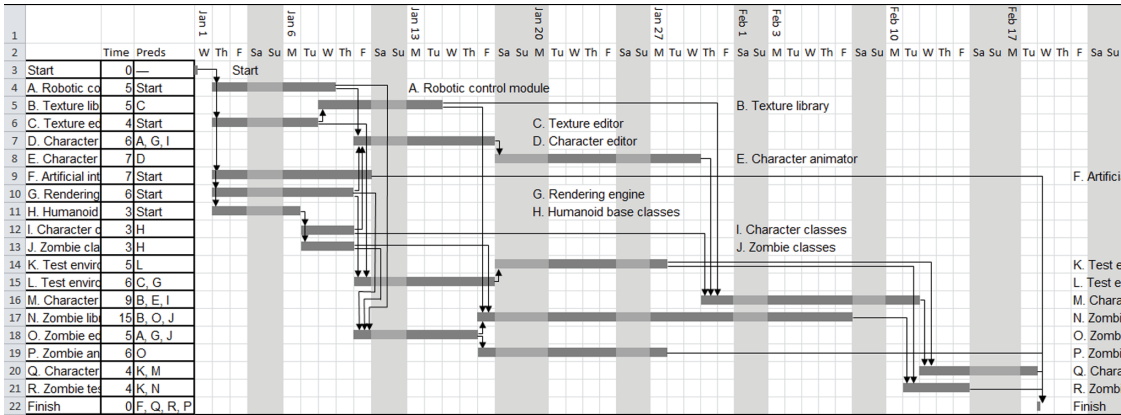 Jan 1 Jan 6 Jan 13 Jan 20 Jan 27 Feb 1 Feb 3 Feb 10 Feb 17
1
2 Time Preds W Th F Sa Su M Tu W Th F Sa Su M Tu W Th F Sa Su M Tu W Th F Sa Su M Tu W Th F Sa Su M Tu W Th F Sa Su M Tu W Th F Sa Su M Tu W Th F Sa Su
3 Start 0 — Start
4 A. Robotic co 5 Start A. Robotic control module
5 B. Texture lib 5 C B. Texture library
6 C. Texture ed 4 Start C. Texture editor
7 D. Character 6 A, G, I D. Character editor
8 E. Character 7 D E. Character animator
9 F. Artificial int 7 Start F. Artifici
10 G. Rendering 6 Start G. Rendering engine
11 H. Humanoid 3 Start H. Humanoid base classes
12 I. Character c 3 H I. Character classes
13 J. Zombie cla 3 H J. Zombie classes
14 K. Test enviro 5 L K. Test e
15 L. Test enviro 6 C, G L. Test e
16 M. Character 9 B, E, I M. Chara
17 N. Zombie libr 15 B, O, J N. Zombi
18 O. Zombie ed 5 A, G, J O. Zomb
19 P. Zombie an 6 O P. Zombi
20 Q. Character 4 K, M Q. Chara
21 R. Zombie tes 4 K, N R. Zombi
22 Finish 0 F, Q, R, P Finish